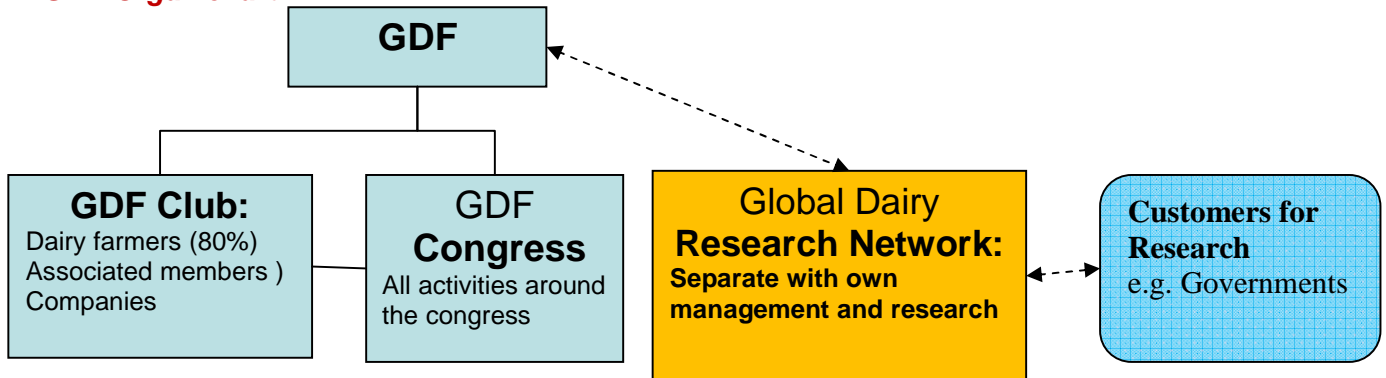 GDF
GDF Club:
Dairy farmers (80%)
Associated members )
Companies
GDF
Congress
All activities around
the congress
Global Dairy
Research Network:
Separate with own
management and research
Customers for
Research
e.g. Governments